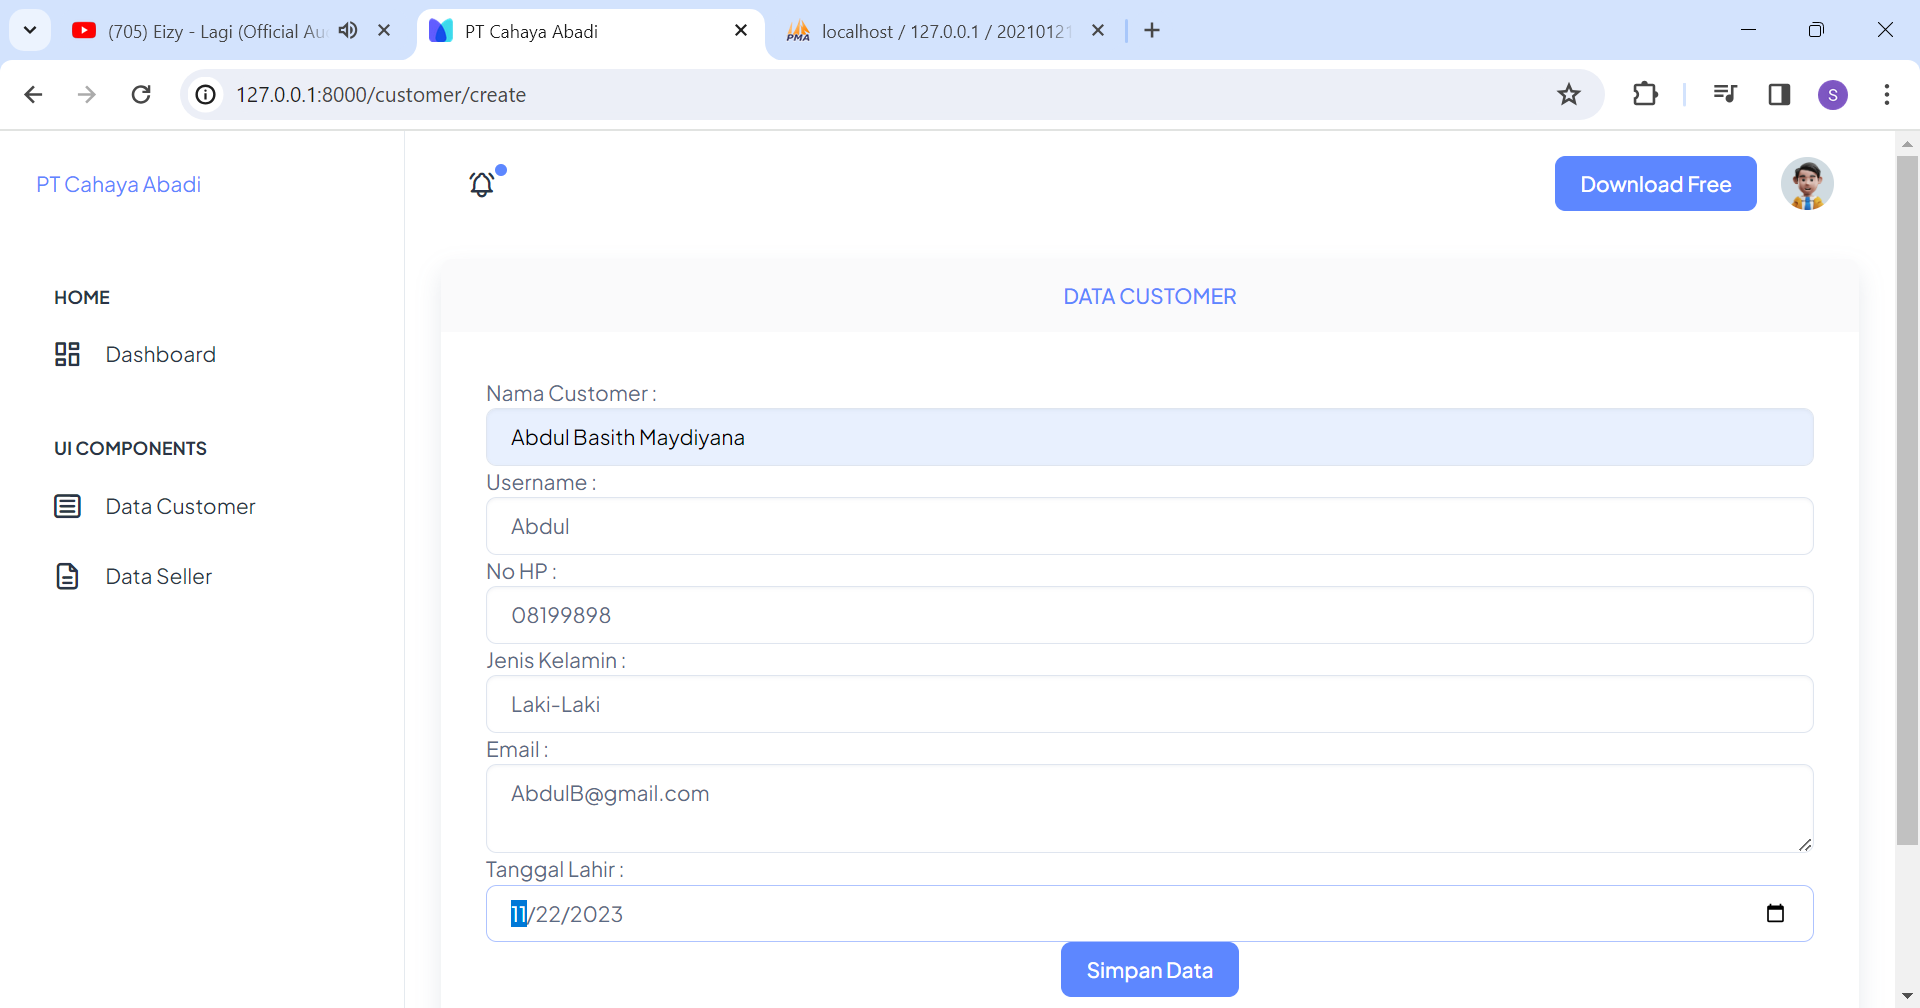 (705) Eizy - Lagi (Official Au
PT Cahaya Abadi
localhost / 127.0.0.1 / 20210121
127.0.0.1:8000/customer/create
S
PT Cahaya Abadi
Download Free
HOME
Dashboard
UI COMPONENTS
Data Customer
Data Seller
DATA CUSTOMER
Nama Customer :
Abdul Basith Maydiyana
Username :
Abdul
No HP :
08199898
Jenis Kelamin :
Laki-Laki
Email :
AbdulB@gmail.com
Tanggal Lahir :
11/22/2023
Simpan Data